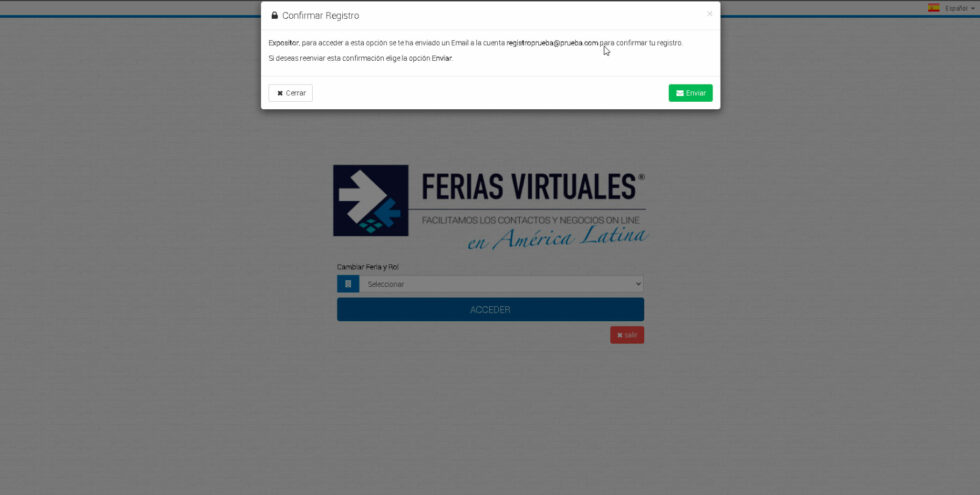 Español
Confirmar Registro
×
Expositor, para acceder a esta opción se te ha enviado un Email a la cuenta registroprueba@prueba.com para confirmar tu registro.
Si deseas reenviar esta confirmación elige la opción Enviar.
✖ Cerrar
Enviar
FERIAS VIRTUALES®
FACILITAMOS LOS CONTACTOS Y NEGOCIOS ON LINE
en América Latina
Cambiar Feria y Rol
Seleccionar
ACCEDER
✖ salir